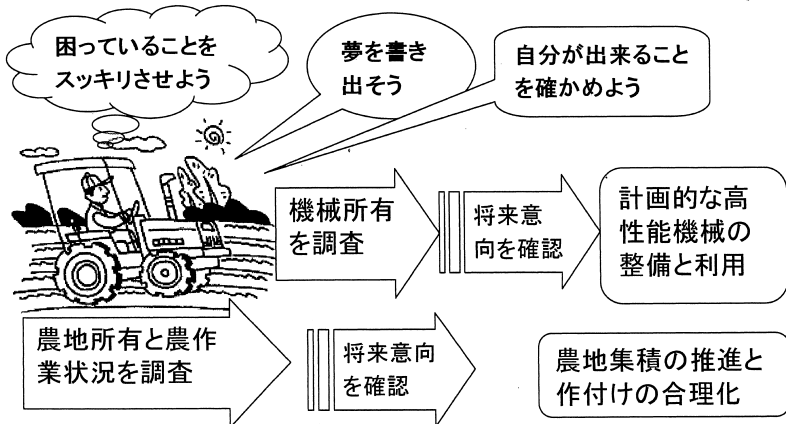 困っていることを
スッキリさせよう
夢を書き
出そう
自分が出来ること
を確かめよう
機械所有
を調査
将来意
向を確認
計画的な高
性能機械の
整備と利用
農地所有と農作
業状況を調査
将来意向
を確認
農地集積の推進と
作付けの合理化